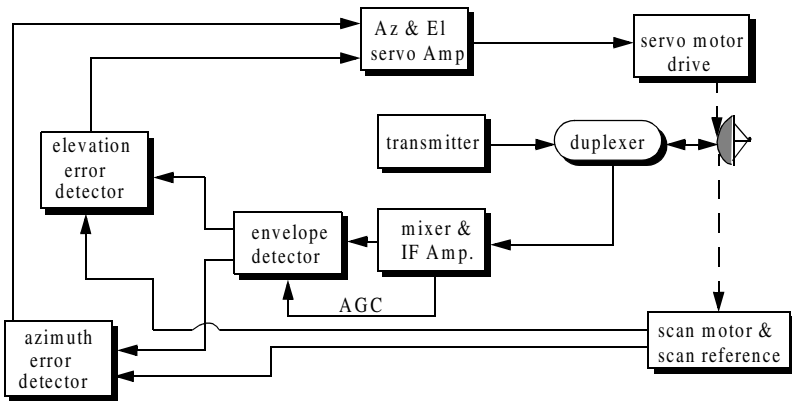 Az & El
servo Amp
servo motor
drive
elevation
error
detector
transmitter
duplexer
envelope
detector
mixer &
IF Amp.
AGC
azimuth
error
detector
scan motor &
scan reference